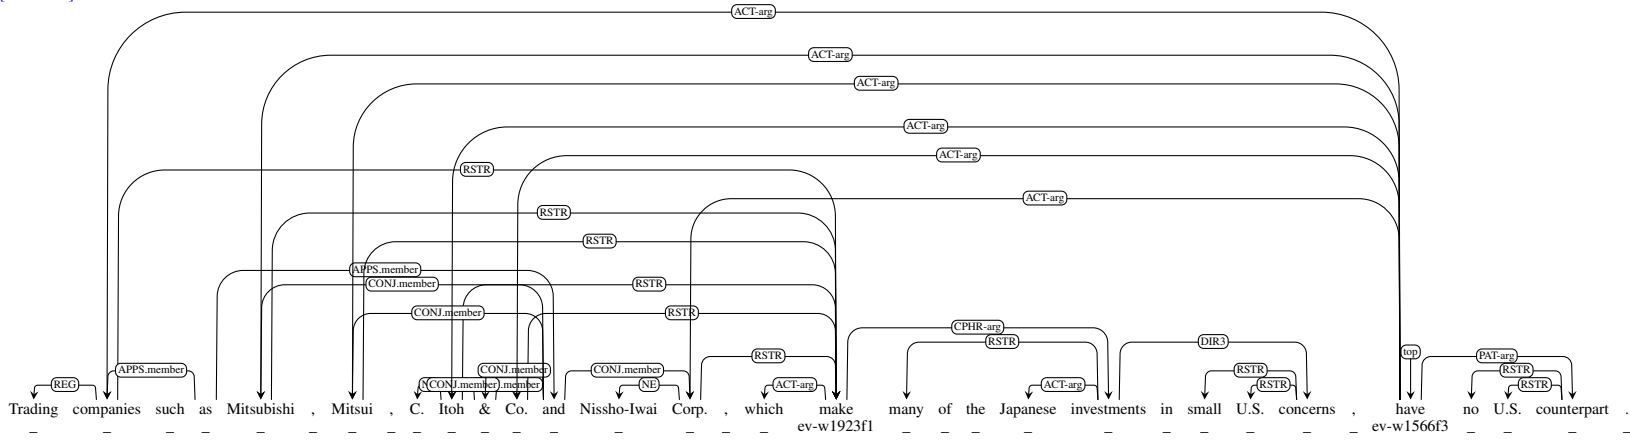 ACT-arg
ACT-arg
ACT-arg
ACT-arg
ACT-arg
RSTR
ACT-arg
RSTR
RSTR
APPS.member
CONJ.member RSTR
CONJ.member RSTR
CPHR-arg
RSTR DIR3
top
RSTR PAT-arg
APPS.member CONJ.member CONJ.member RSTR RSTR
REG CONJ.member .member NE ACT-arg ACT-arg RSTR RSTR
Trading companies such as Mitsubishi , Mitsui , C. Itoh & Co. and Nissho-Iwai Corp. , which make many of the Japanese investments in small U.S. concerns , have no U.S. counterpart .
ev-w1923f1 ev-w1566f3